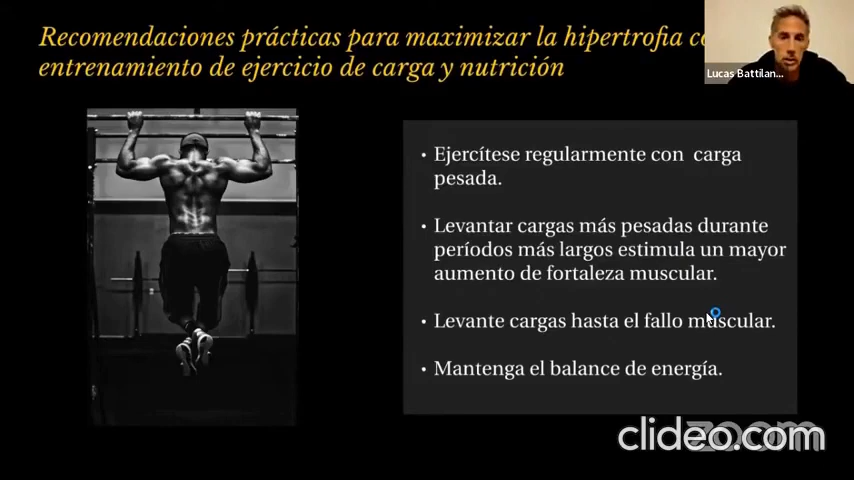 Recomendaciones prácticas para maximizar la hipertrofia
entrenamiento de ejercicio de carga y nutrición
Lucas Battilan...
• Ejercítese regularmente con carga
pesada.
• Levantar cargas más pesadas durante
períodos más largos estimula un mayor
aumento de fortaleza muscular.
• Levante cargas hasta el fallo muscular.
• Mantenga el balance de energía.
zoom
clideo.com